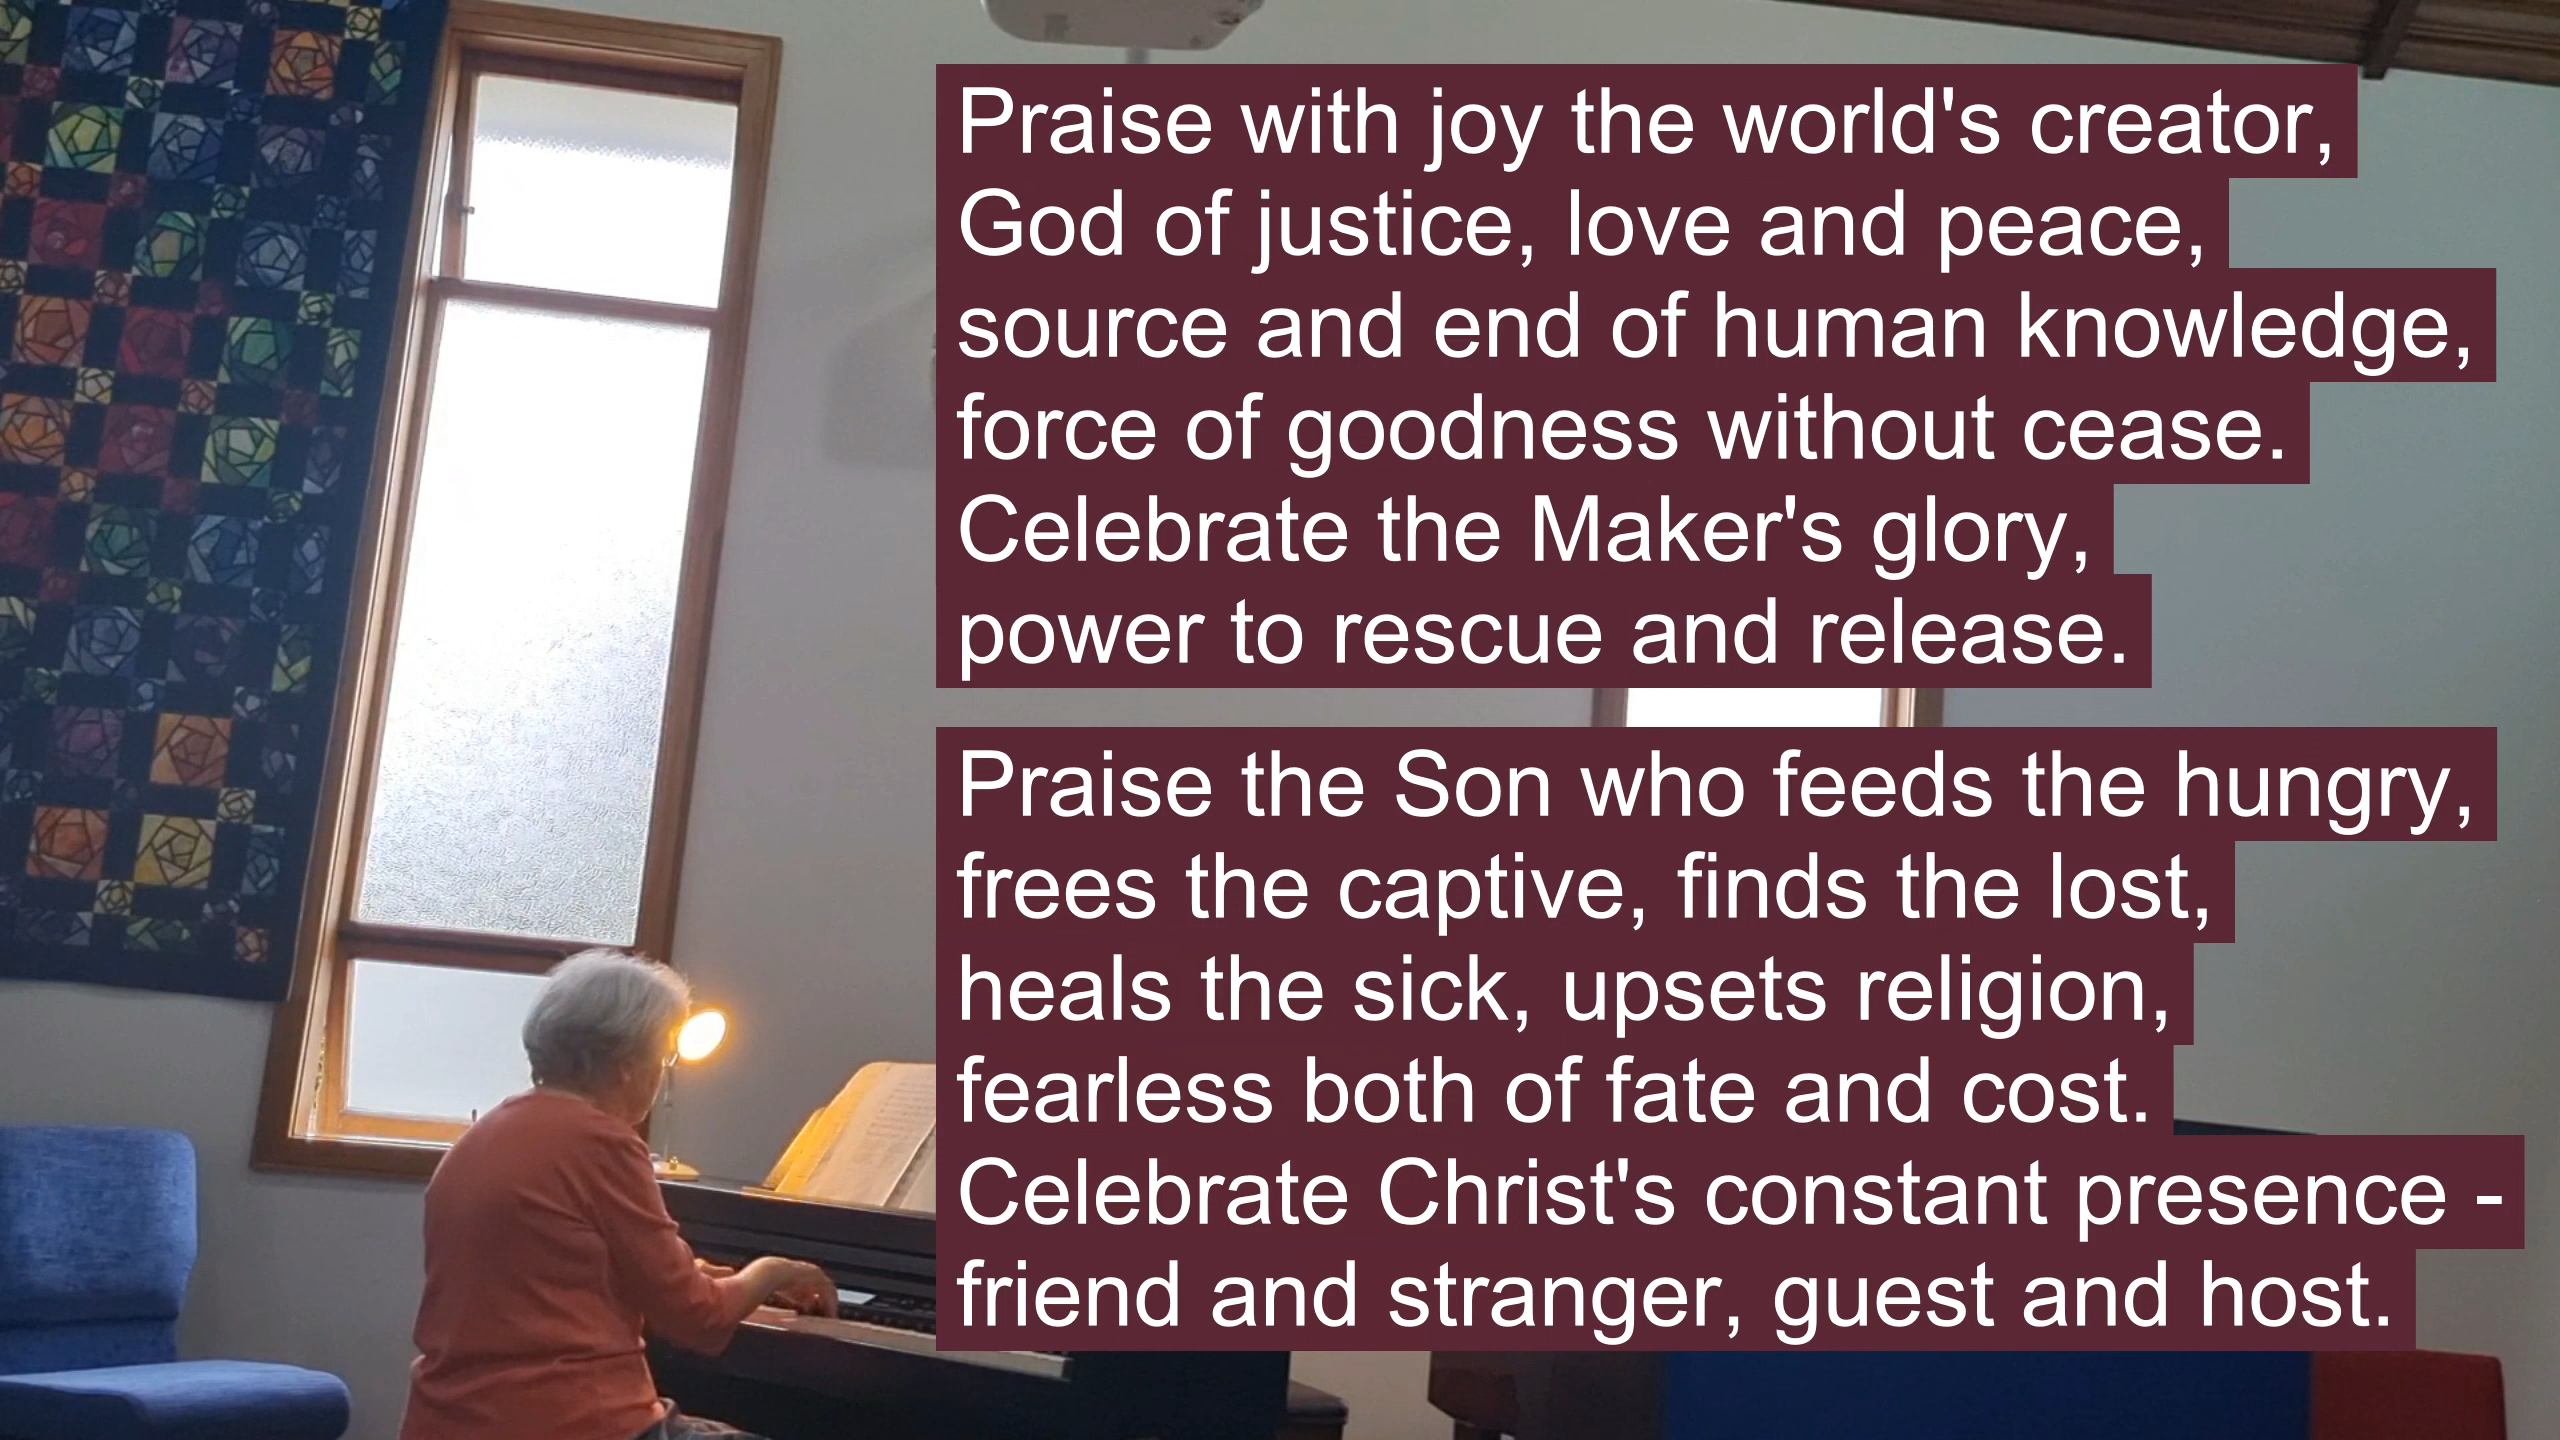 Praise with joy the world's creator,
God of justice, love and peace,
source and end of human knowledge,
force of goodness without cease.
Celebrate the Maker's glory,
power to rescue and release.
Praise the Son who feeds the hungry,
frees the captive, finds the lost,
heals the sick, upsets religion,
fearless both of fate and cost.
Celebrate Christ's constant presence -
friend and stranger, guest and host.